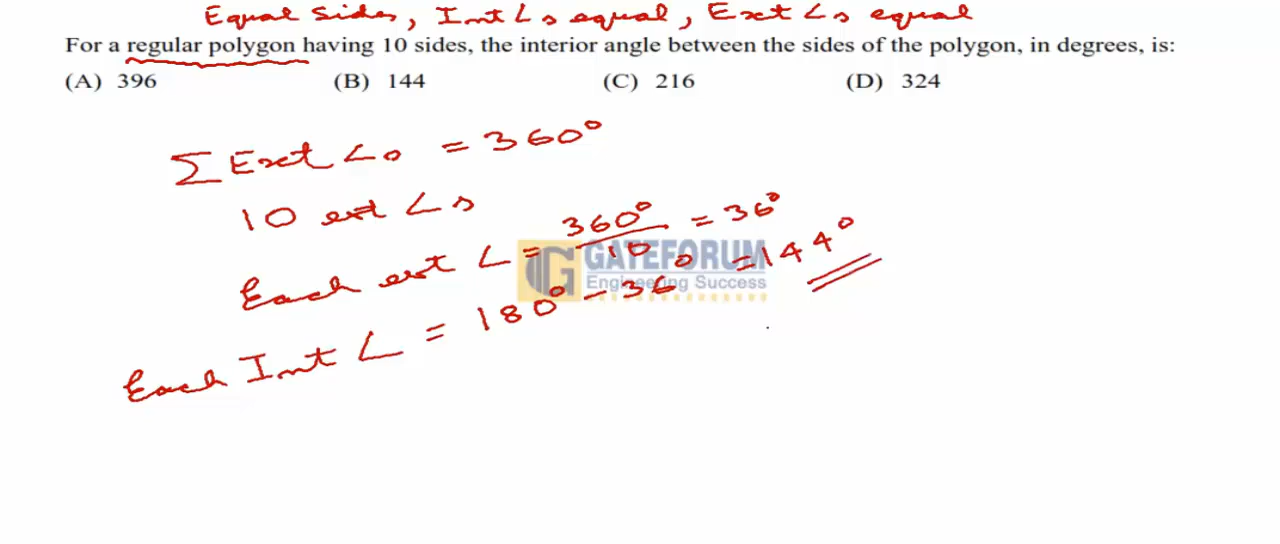 Equal Sides, Int ∠s equal, Ext ∠s equal
For a regular polygon having 10 sides, the interior angle between the sides of the polygon, in degrees, is:
(A) 396 (B) 144 (C) 216 (D) 324
∑ Ext ∠s = 360°
10 ext ∠s
Each ext ∠ = 360°/10 = 36°
GATEFORUM
Engineering Success
Each Int ∠ = 180° - 36° = 144°